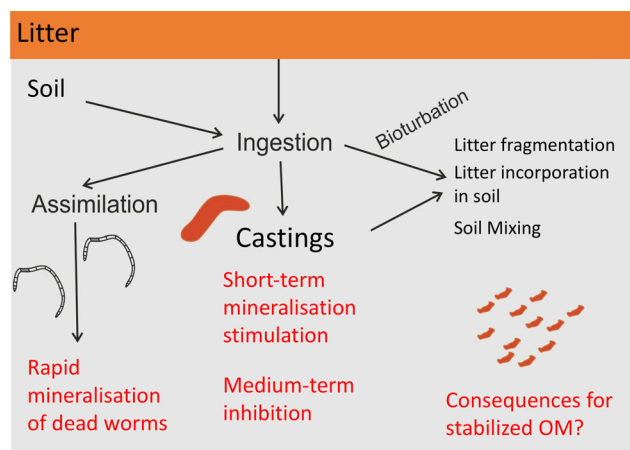 Litter
Soil
Ingestion
Bioturbation
Litter fragmentation
Litter incorporation
in soil
Soil Mixing
Assimilation
Castings
Short-term
mineralisation
stimulation
Medium-term
inhibition
Rapid
mineralisation
of dead worms
Consequences for
stabilized OM?